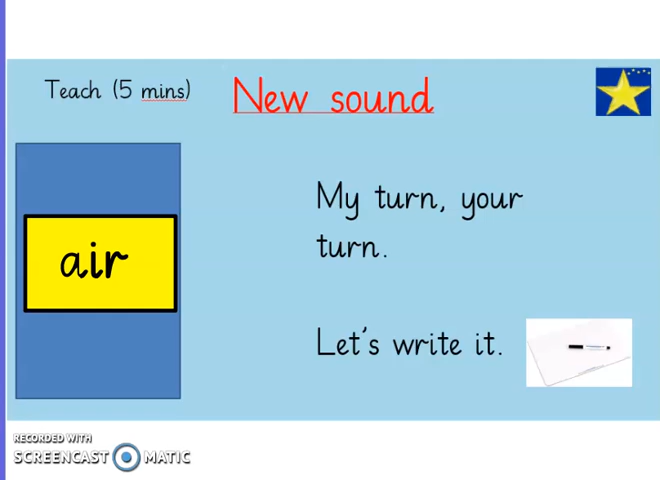 Teach (5 mins)
New sound
air
My turn, your
turn.
Let's write it.
RECORDED WITH
SCREENCAST MATIC